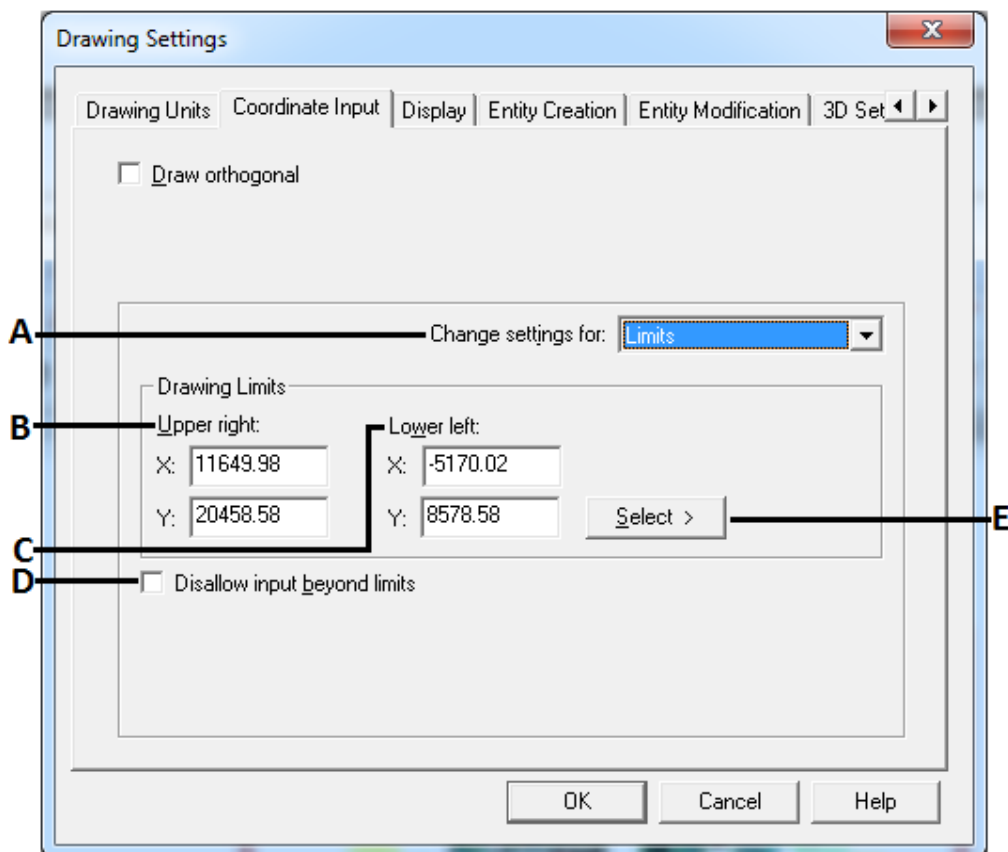 Drawing Settings
Drawing Units Coordinate Input Display Entity Creation Entity Modification 3D Set
Draw orthogonal
A Change settings for: Limits
Drawing Limits
B Upper right: Lower left:
X: 11649.98 X: -5170.02
Y: 20458.58 Y: 8578.58 Select > E
C
D Disallow input beyond limits
OK Cancel Help